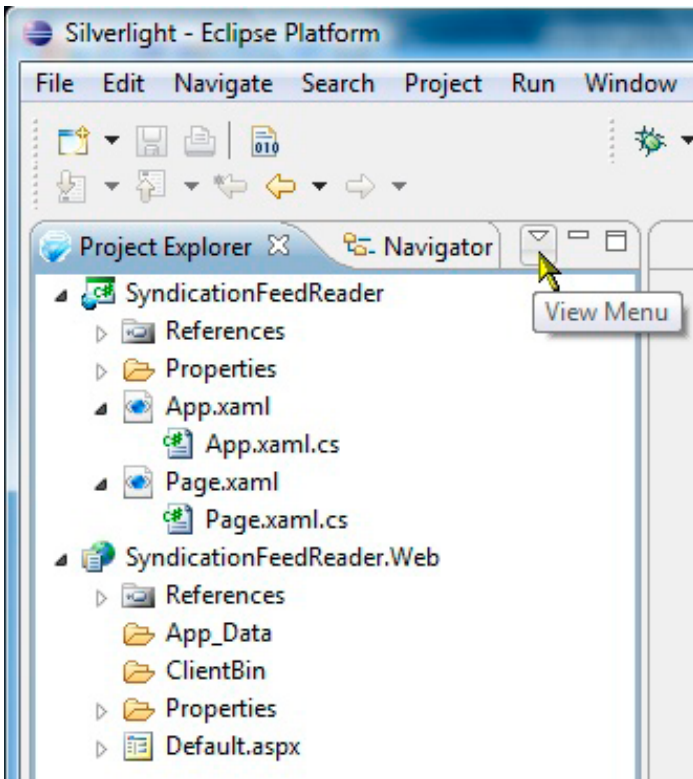 Silverlight - Eclipse Platform
File Edit Navigate Search Project Run Window
010
Project Explorer Navigator
View Menu
C# SyndicationFeedReader
References
Properties
App.xaml
C# App.xaml.cs
Page.xaml
C# Page.xaml.cs
SyndicationFeedReader.Web
References
App_Data
ClientBin
Properties
Default.aspx